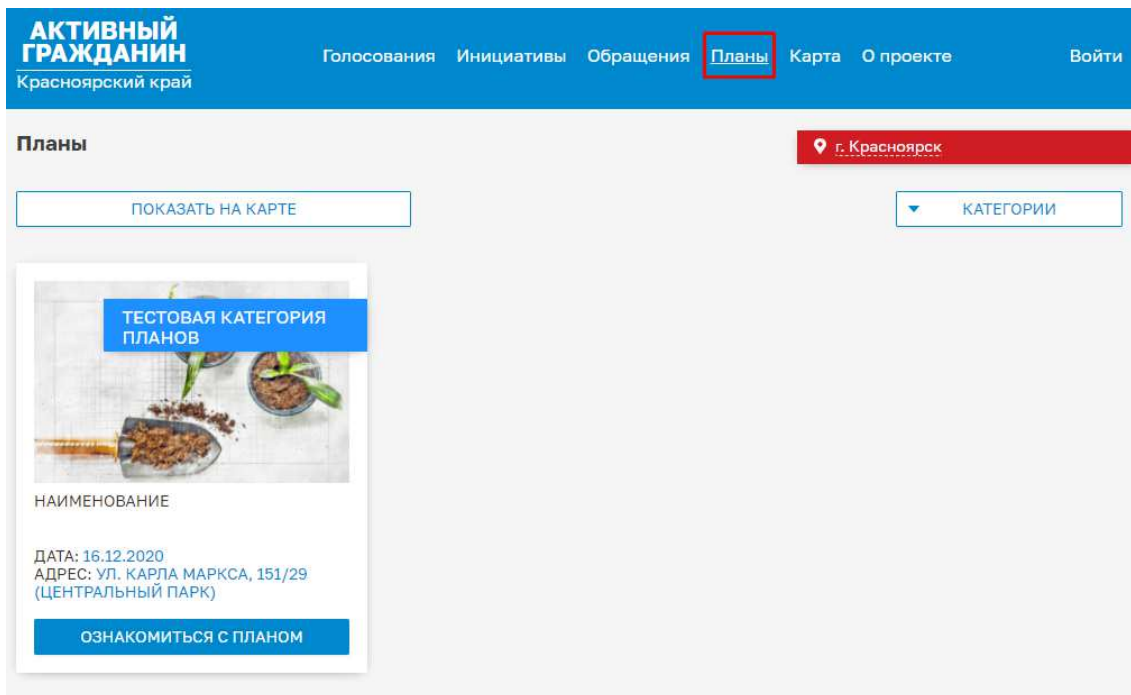 АКТИВНЫЙ
ГРАЖДАНИН
Красноярский край
Голосования Инициативы Обращения Планы Карта О проекте Войти
Планы
г. Красноярск
ПОКАЗАТЬ НА КАРТЕ
КАТЕГОРИИ
ТЕСТОВАЯ КАТЕГОРИЯ
ПЛАНОВ
НАИМЕНОВАНИЕ
ДАТА: 16.12.2020
АДРЕС: УЛ. КАРЛА МАРКСА, 151/29
(ЦЕНТРАЛЬНЫЙ ПАРК)
ОЗНАКОМИТЬСЯ С ПЛАНОМ